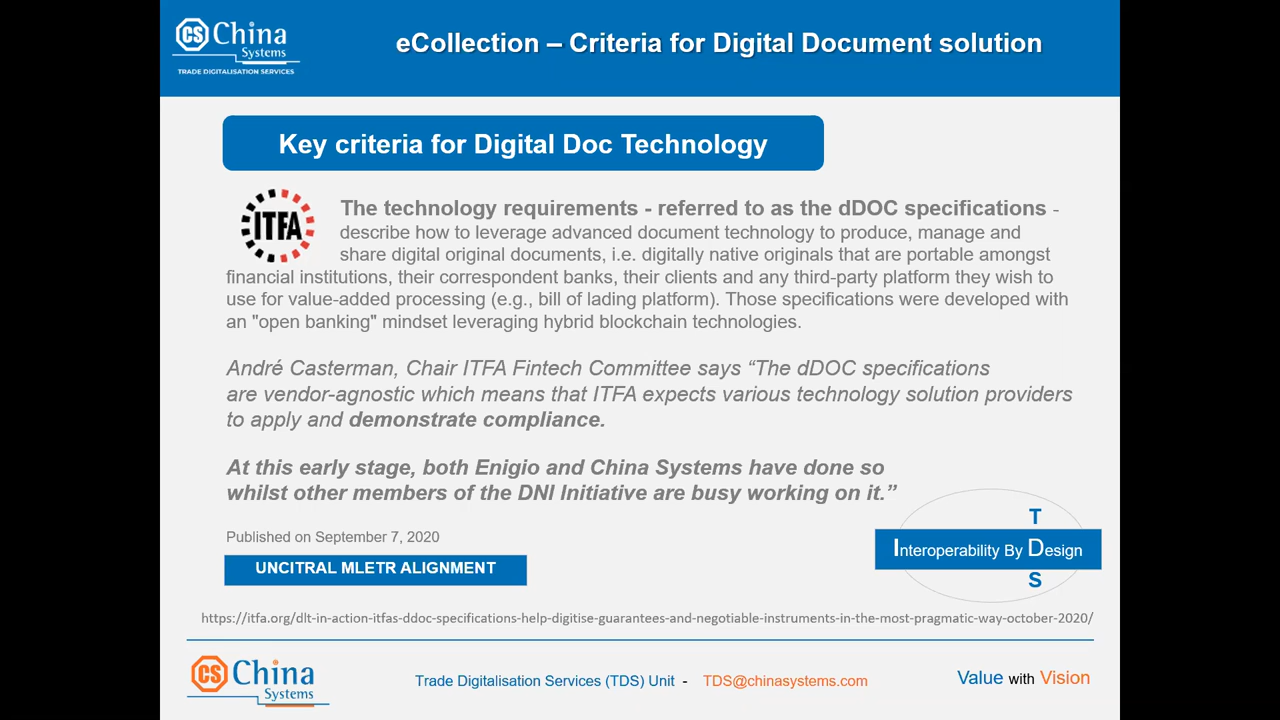 CS China
Systems
TRADE DIGITALISATION SERVICES
eCollection – Criteria for Digital Document solution
Key criteria for Digital Doc Technology
ITFA
The technology requirements - referred to as the dDOC specifications -
describe how to leverage advanced document technology to produce, manage and
share digital original documents, i.e. digitally native originals that are portable amongst
financial institutions, their correspondent banks, their clients and any third-party platform they wish to
use for value-added processing (e.g., bill of lading platform). Those specifications were developed with
an "open banking" mindset leveraging hybrid blockchain technologies.
André Casterman, Chair ITFA Fintech Committee says “The dDOC specifications
are vendor-agnostic which means that ITFA expects various technology solution providers
to apply and demonstrate compliance.
At this early stage, both Enigio and China Systems have done so
whilst other members of the DNI Initiative are busy working on it.”
Published on September 7, 2020
UNCITRAL MLETR ALIGNMENT
T
Interoperability By Design
S
https://itfa.org/dlt-in-action-itfas-ddoc-specifications-help-digitise-guarantees-and-negotiable-instruments-in-the-most-pragmatic-way-october-2020/
CS China
Systems
Trade Digitalisation Services (TDS) Unit - TDS@chinasystems.com
Value with Vision